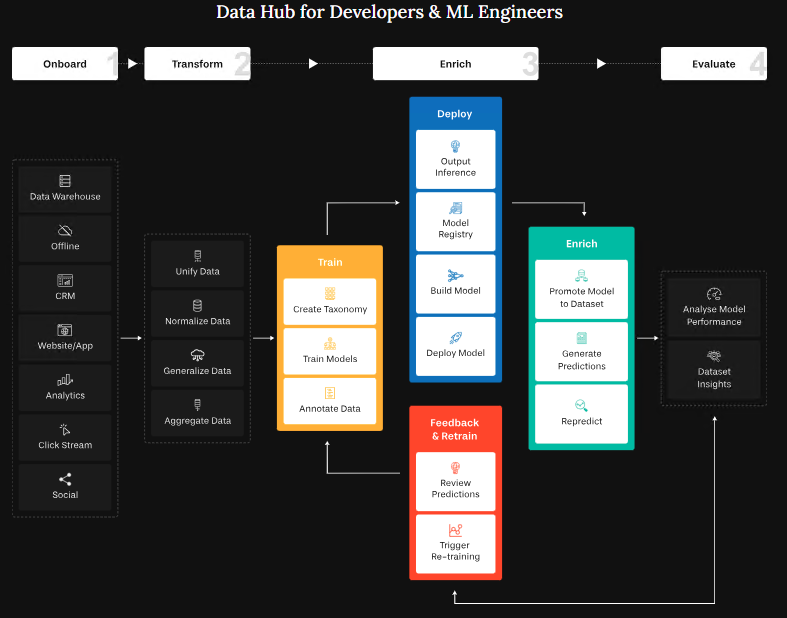 Data Hub for Developers & ML Engineers
Onboard 1
Transform 2
Enrich 3
Evaluate 4
Data Warehouse
Offline
CRM
Website/App
Analytics
Click Stream
Social
Unify Data
Normalize Data
Generalize Data
Aggregate Data
Train
Create Taxonomy
Train Models
Annotate Data
Deploy
Output
Inference
Model
Registry
Build Model
Deploy Model
Feedback
& Retrain
Review
Predictions
Trigger
Re-training
Enrich
Promote Model
to Dataset
Generate
Predictions
Repredict
Analyse Model
Performance
Dataset
Insights